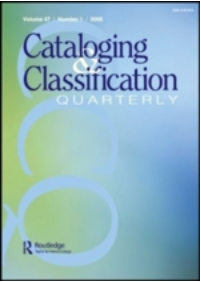 Volume 47 / Number 1 / 2009
Cataloging
&
Classification
QUARTERLY
Routledge